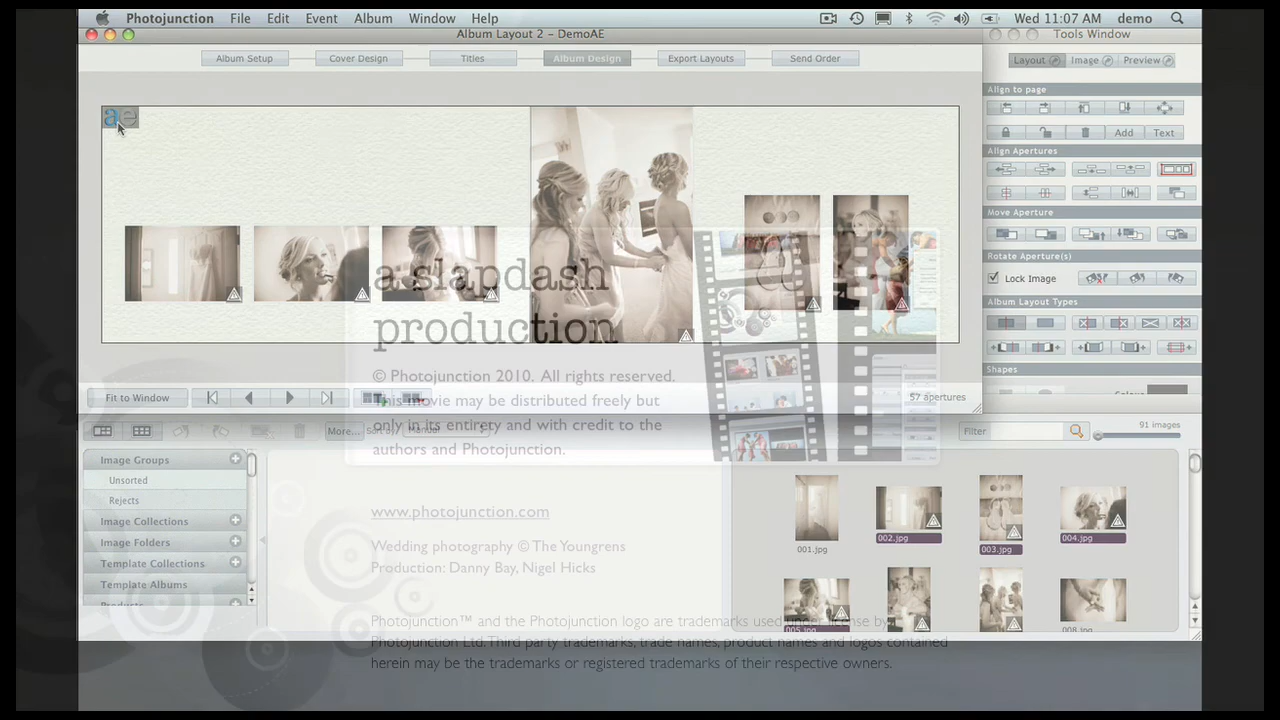 Photojunction File Edit Event Album Window Help
Wed 11:07 AM demo
Album Layout 2 – DemoAE
Tools Window
Album Setup
Cover Design
Titles
Album Design
Export Layouts
Send Order
Layout
Image
Preview
Align to page
Add
Text
Align Apertures
Move Aperture
Rotate Aperture(s)
Lock Image
Album Layout Types
Shapes
ae
a slapdash
production
© Photojunction 2010. All rights reserved.
This movie may be distributed freely but
only in its entirety and with credit to the
authors and Photojunction.
Fit to Window
57 apertures
More...
Filter
91 images
Image Groups
Unsorted
Rejects
Image Collections
Image Folders
Template Collections
Template Albums
Products
001.jpg
002.jpg
003.jpg
004.jpg
005.jpg
008.jpg
www.photojunction.com
Wedding photography © The Youngrens
Production: Danny Bay, Nigel Hicks
Photojunction™ and the Photojunction logo are trademarks used under license by
Photojunction Ltd. Third party trademarks, trade names, product names and logos contained
herein may be the trademarks or registered trademarks of their respective owners.